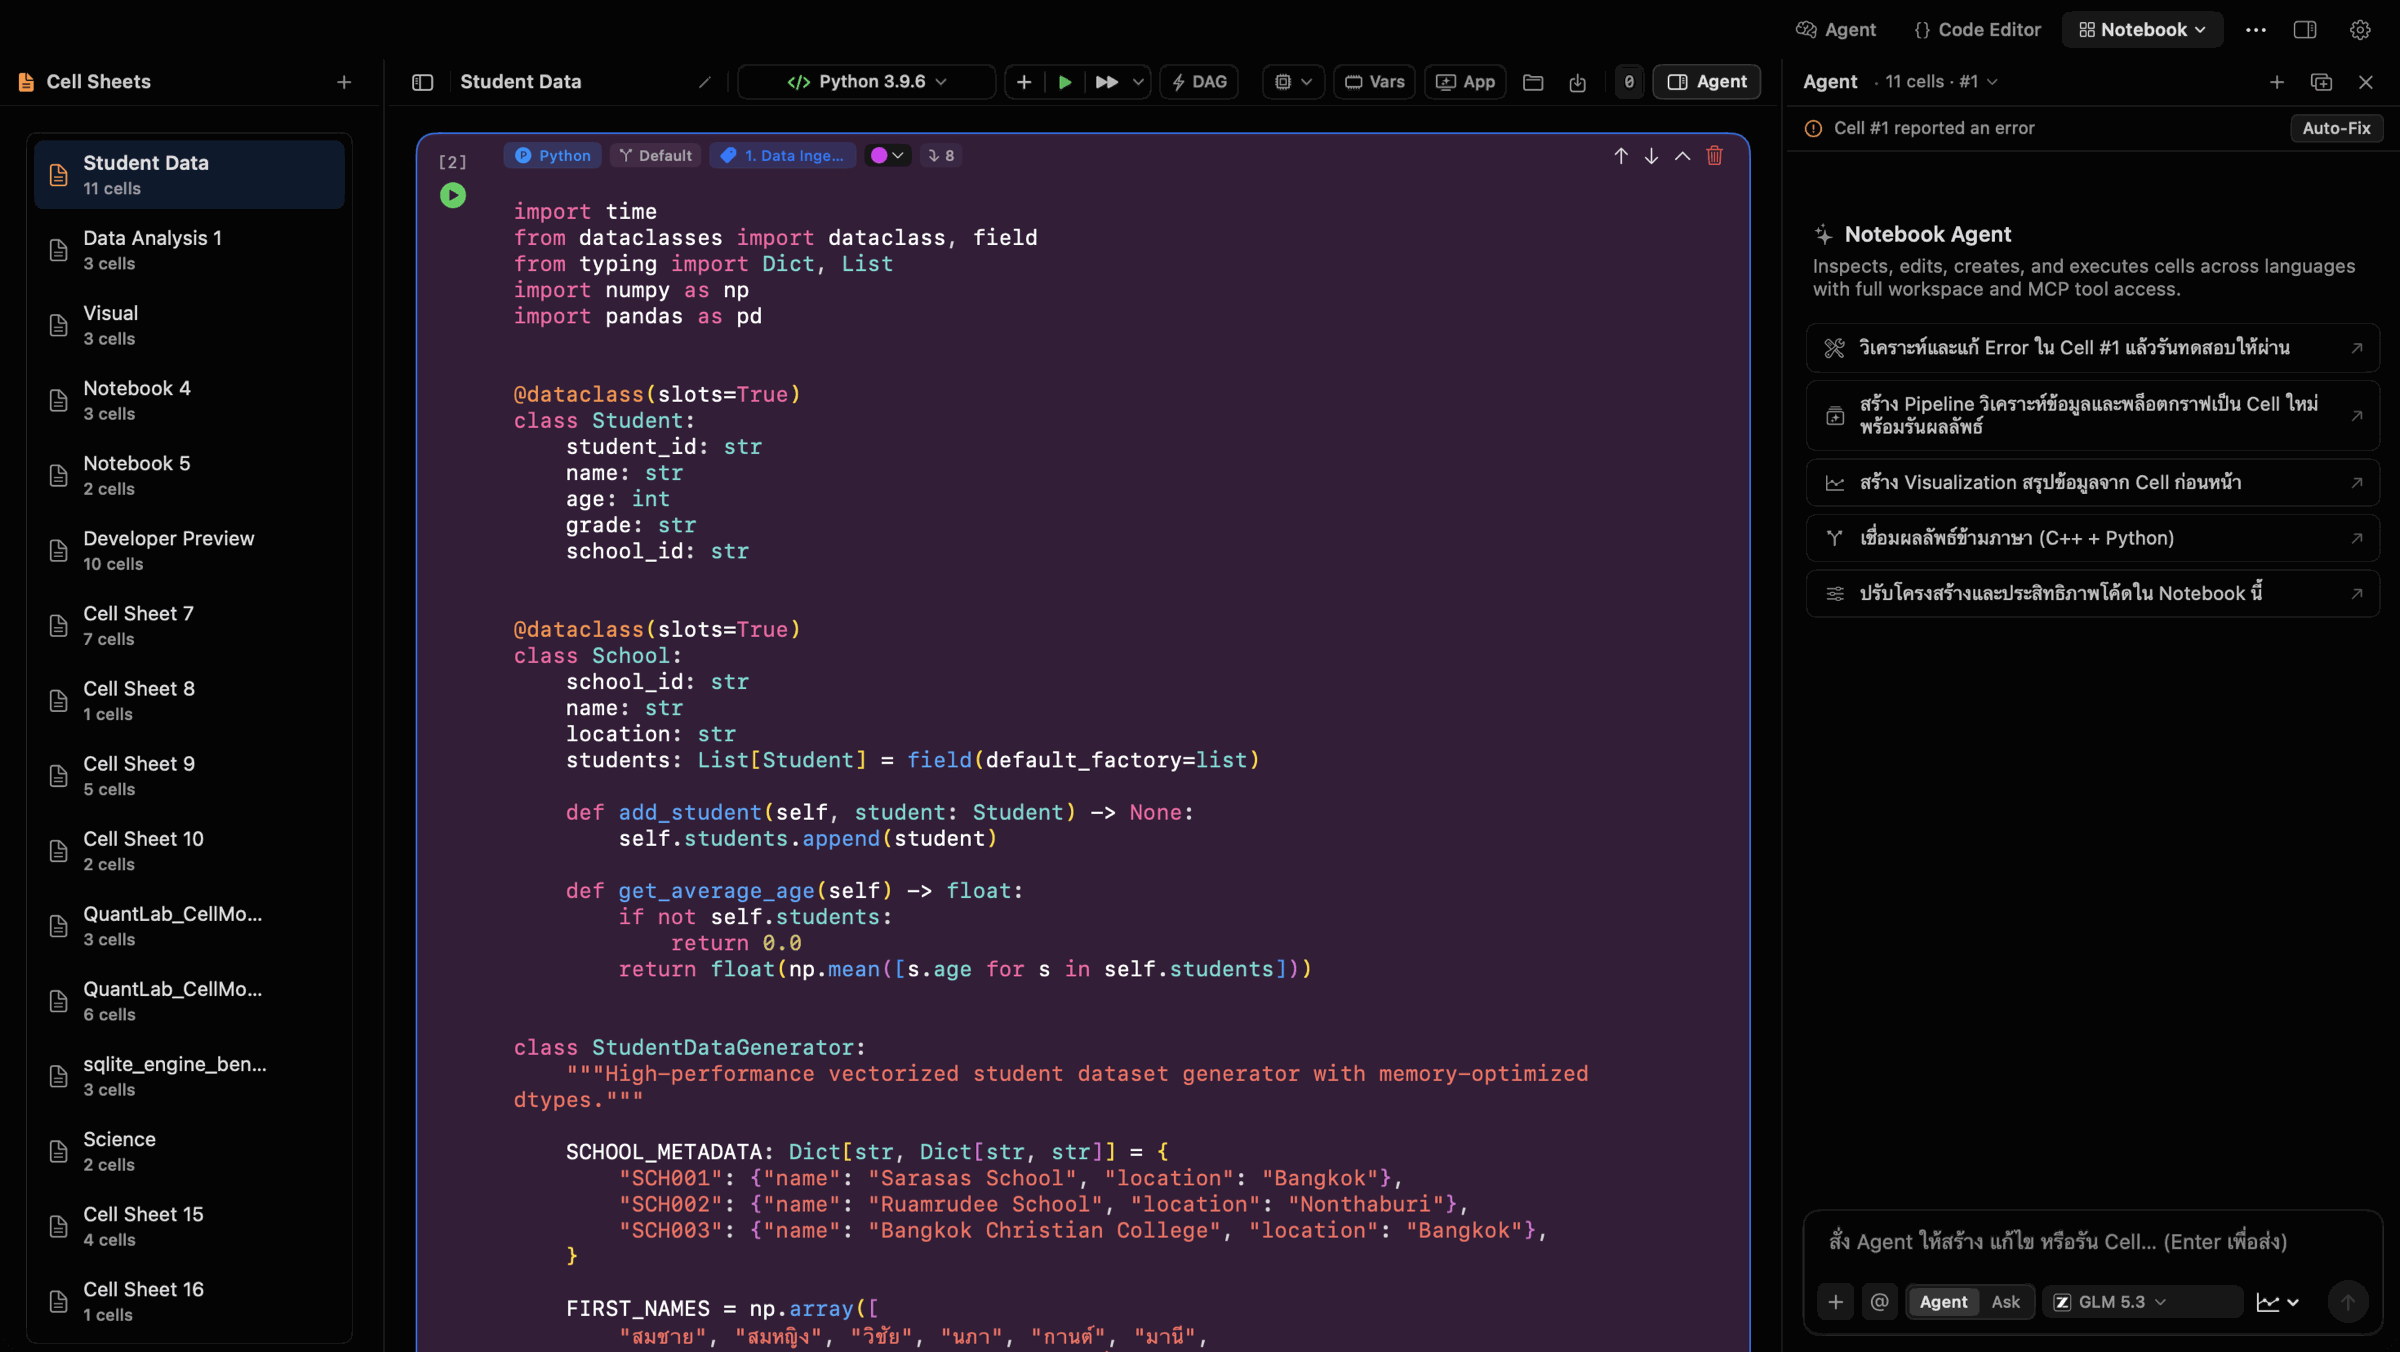 Agent
{} Code Editor
Notebook
Cell Sheets
Student Data
11 cells
Data Analysis 1
3 cells
Visual
3 cells
Notebook 4
3 cells
Notebook 5
2 cells
Developer Preview
10 cells
Cell Sheet 7
7 cells
Cell Sheet 8
1 cells
Cell Sheet 9
5 cells
Cell Sheet 10
2 cells
QuantLab_CellMo...
3 cells
QuantLab_CellMo...
6 cells
sqlite_engine_ben...
3 cells
Science
2 cells
Cell Sheet 15
4 cells
Cell Sheet 16
1 cells
Student Data
</> Python 3.9.6
DAG
Vars
App
0
Agent
[2]
P Python
Default
1. Data Inge...
8
import time
from dataclasses import dataclass, field
from typing import Dict, List
import numpy as np
import pandas as pd
@dataclass(slots=True)
class Student:
    student_id: str
    name: str
    age: int
    grade: str
    school_id: str
@dataclass(slots=True)
class School:
    school_id: str
    name: str
    location: str
    students: List[Student] = field(default_factory=list)
    def add_student(self, student: Student) -> None:
        self.students.append(student)
    def get_average_age(self) -> float:
        if not self.students:
            return 0.0
        return float(np.mean([s.age for s in self.students]))
class StudentDataGenerator:
    """High-performance vectorized student dataset generator with memory-optimized
dtypes."""
    SCHOOL_METADATA: Dict[str, Dict[str, str]] = {
        "SCH001": {"name": "Sarasas School", "location": "Bangkok"},
        "SCH002": {"name": "Ruamrudee School", "location": "Nonthaburi"},
        "SCH003": {"name": "Bangkok Christian College", "location": "Bangkok"},
    }
    FIRST_NAMES = np.array([
        "สมชาย", "สมหญิง", "วิชัย", "นภา", "กานต์", "มานี",
Agent · 11 cells · #1
Cell #1 reported an error
Auto-Fix
Notebook Agent
Inspects, edits, creates, and executes cells across languages
with full workspace and MCP tool access.
วิเคราะห์และแก้ Error ใน Cell #1 แล้วรันทดสอบให้ผ่าน
สร้าง Pipeline วิเคราะห์ข้อมูลและพล็อตกราฟเป็น Cell ใหม่
พร้อมรันผลลัพธ์
สร้าง Visualization สรุปข้อมูลจาก Cell ก่อนหน้า
เชื่อมผลลัพธ์ข้ามภาษา (C++ + Python)
ปรับโครงสร้างและประสิทธิภาพโค้ดใน Notebook นี้
สั่ง Agent ให้สร้าง แก้ไข หรือรัน Cell... (Enter เพื่อส่ง)
@
Agent
Ask
Z GLM 5.3